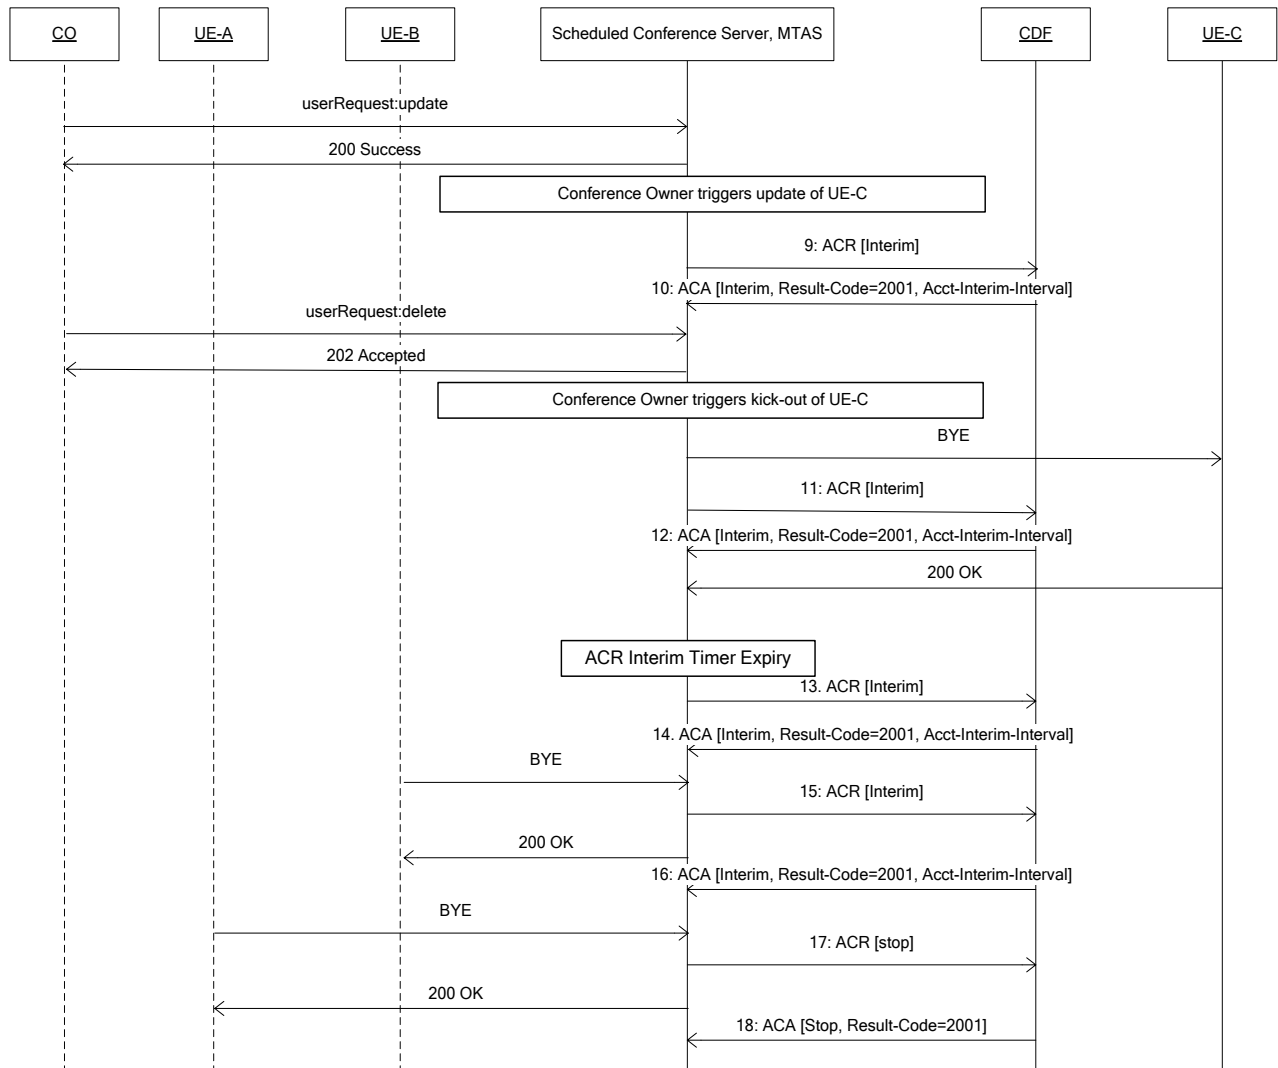 CO
UE-A
UE-B
Scheduled Conference Server, MTAS
CDF
UE-C
userRequest:update
200 Success
Conference Owner triggers update of UE-C
9: ACR [Interim]
10: ACA [Interim, Result-Code=2001, Acct-Interim-Interval]
userRequest:delete
202 Accepted
Conference Owner triggers kick-out of UE-C
BYE
11: ACR [Interim]
12: ACA [Interim, Result-Code=2001, Acct-Interim-Interval]
200 OK
ACR Interim Timer Expiry
13. ACR [Interim]
14. ACA [Interim, Result-Code=2001, Acct-Interim-Interval]
BYE
15: ACR [Interim]
200 OK
16: ACA [Interim, Result-Code=2001, Acct-Interim-Interval]
BYE
17: ACR [stop]
200 OK
18: ACA [Stop, Result-Code=2001]